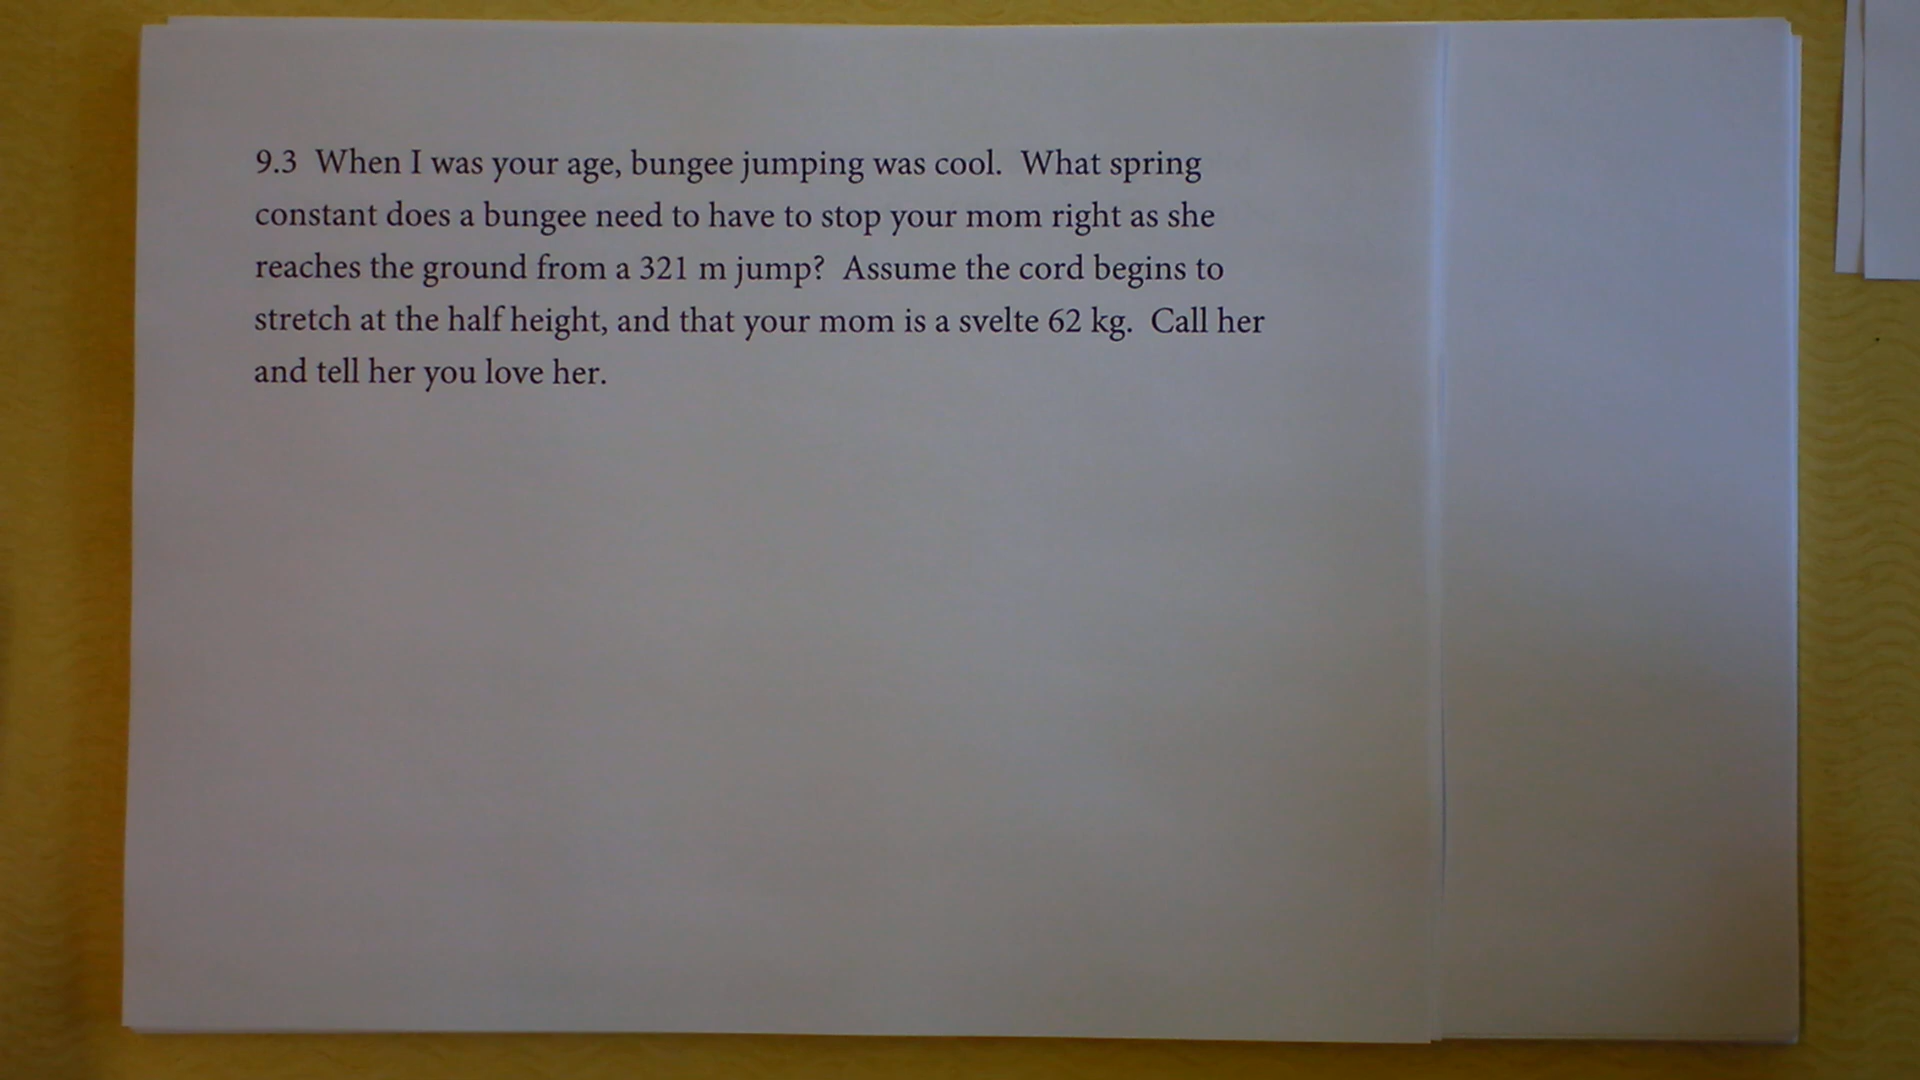 9.3 When I was your age, bungee jumping was cool. What spring
constant does a bungee need to have to stop your mom right as she
reaches the ground from a 321 m jump? Assume the cord begins to
stretch at the half height, and that your mom is a svelte 62 kg. Call her
and tell her you love her.